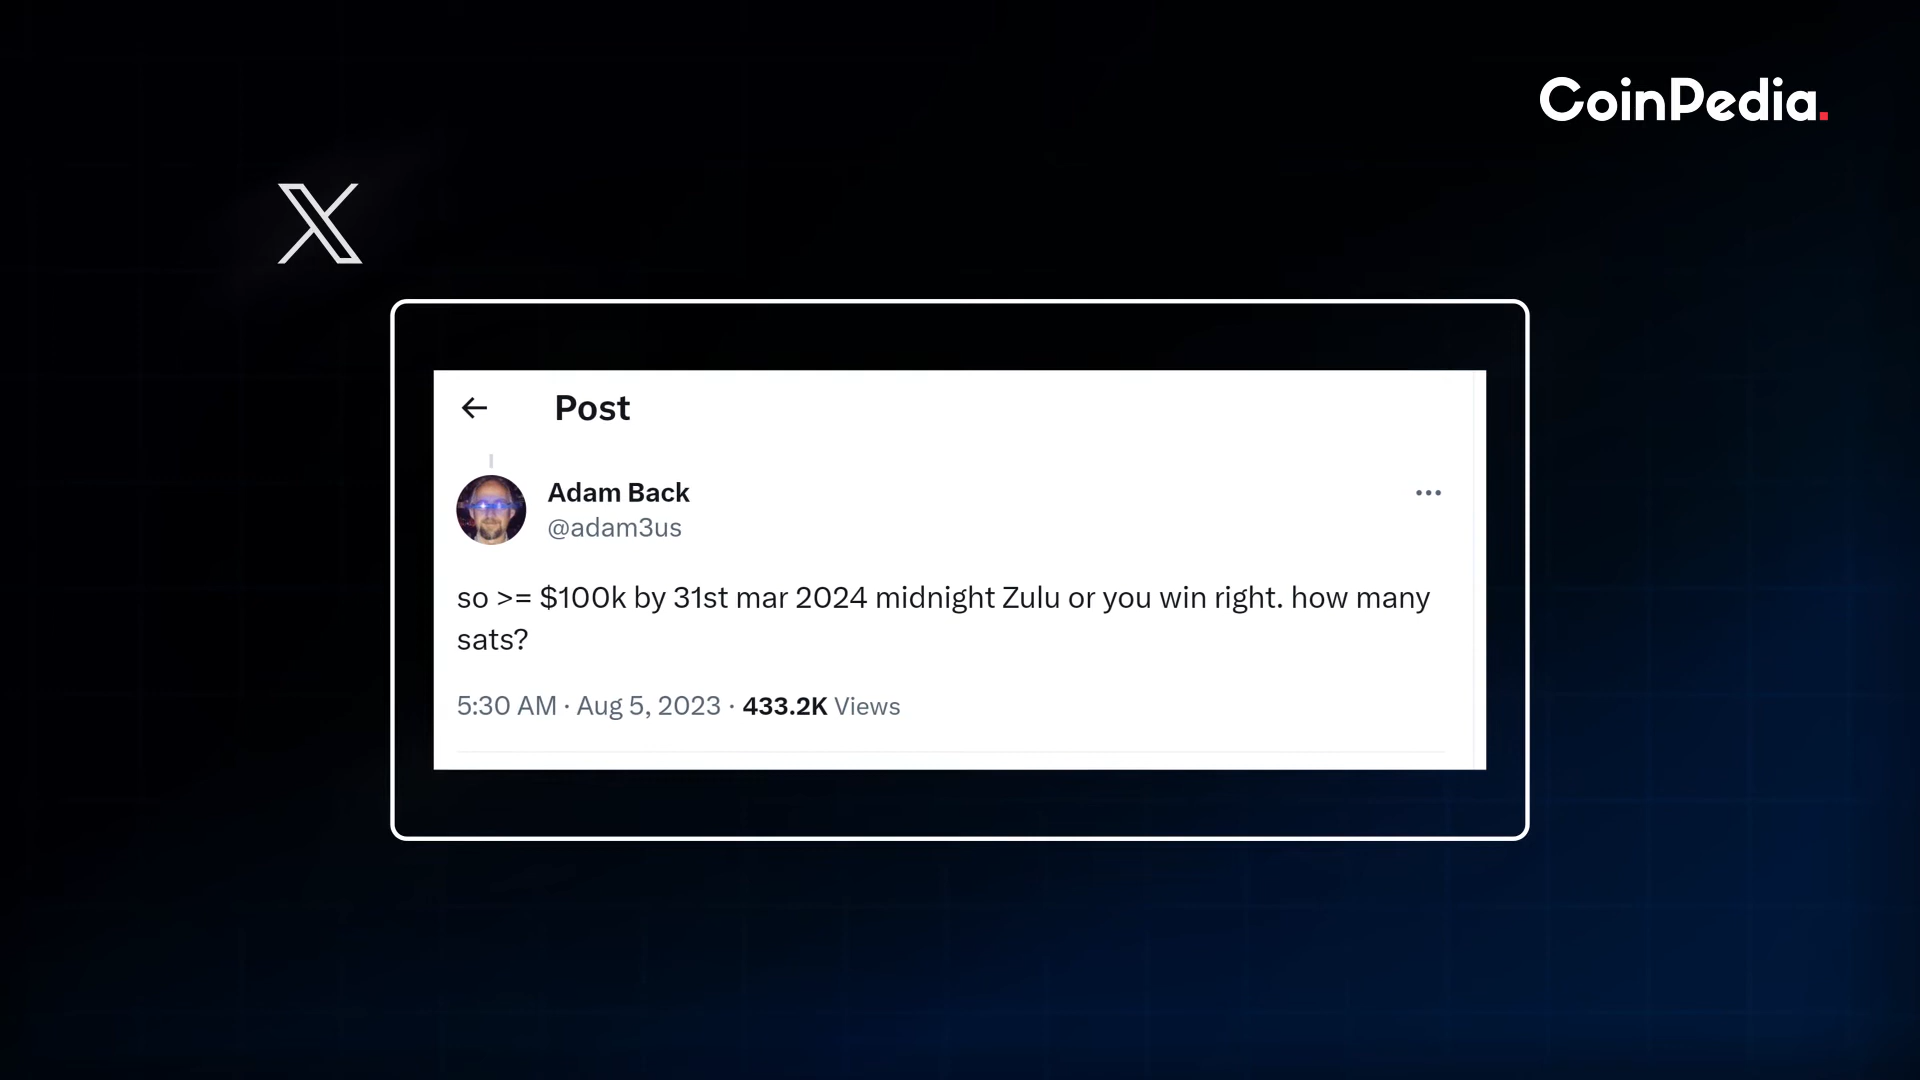 CoinPedia.
Post
Adam Back
@adam3us
so >= $100k by 31st mar 2024 midnight Zulu or you win right. how many
sats?
5:30 AM · Aug 5, 2023 · 433.2K Views